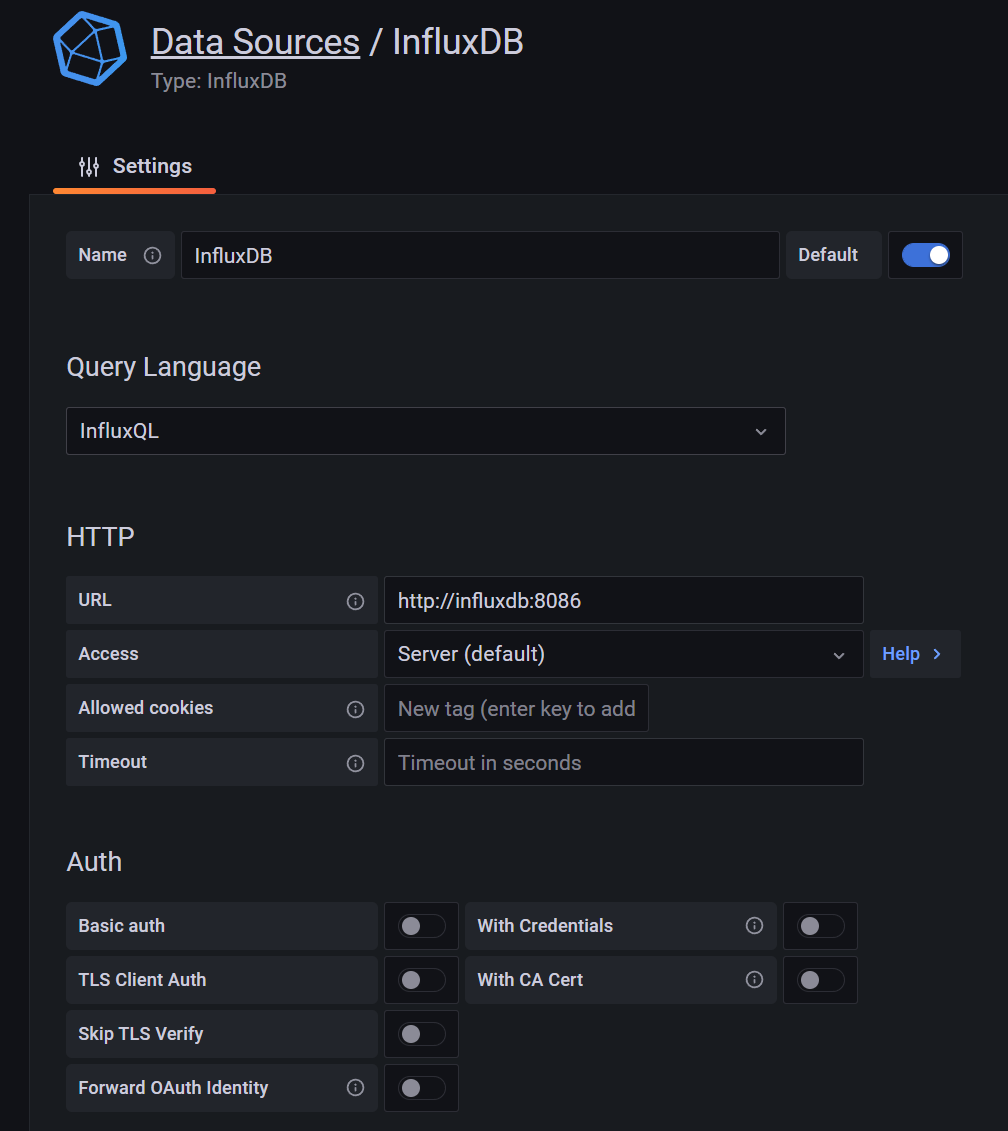 Data Sources / InfluxDB
Type: InfluxDB
Settings
Name InfluxDB Default
Query Language
InfluxQL
HTTP
URL http://influxdb:8086
Access Server (default) Help
Allowed cookies New tag (enter key to add
Timeout Timeout in seconds
Auth
Basic auth With Credentials
TLS Client Auth With CA Cert
Skip TLS Verify
Forward OAuth Identity